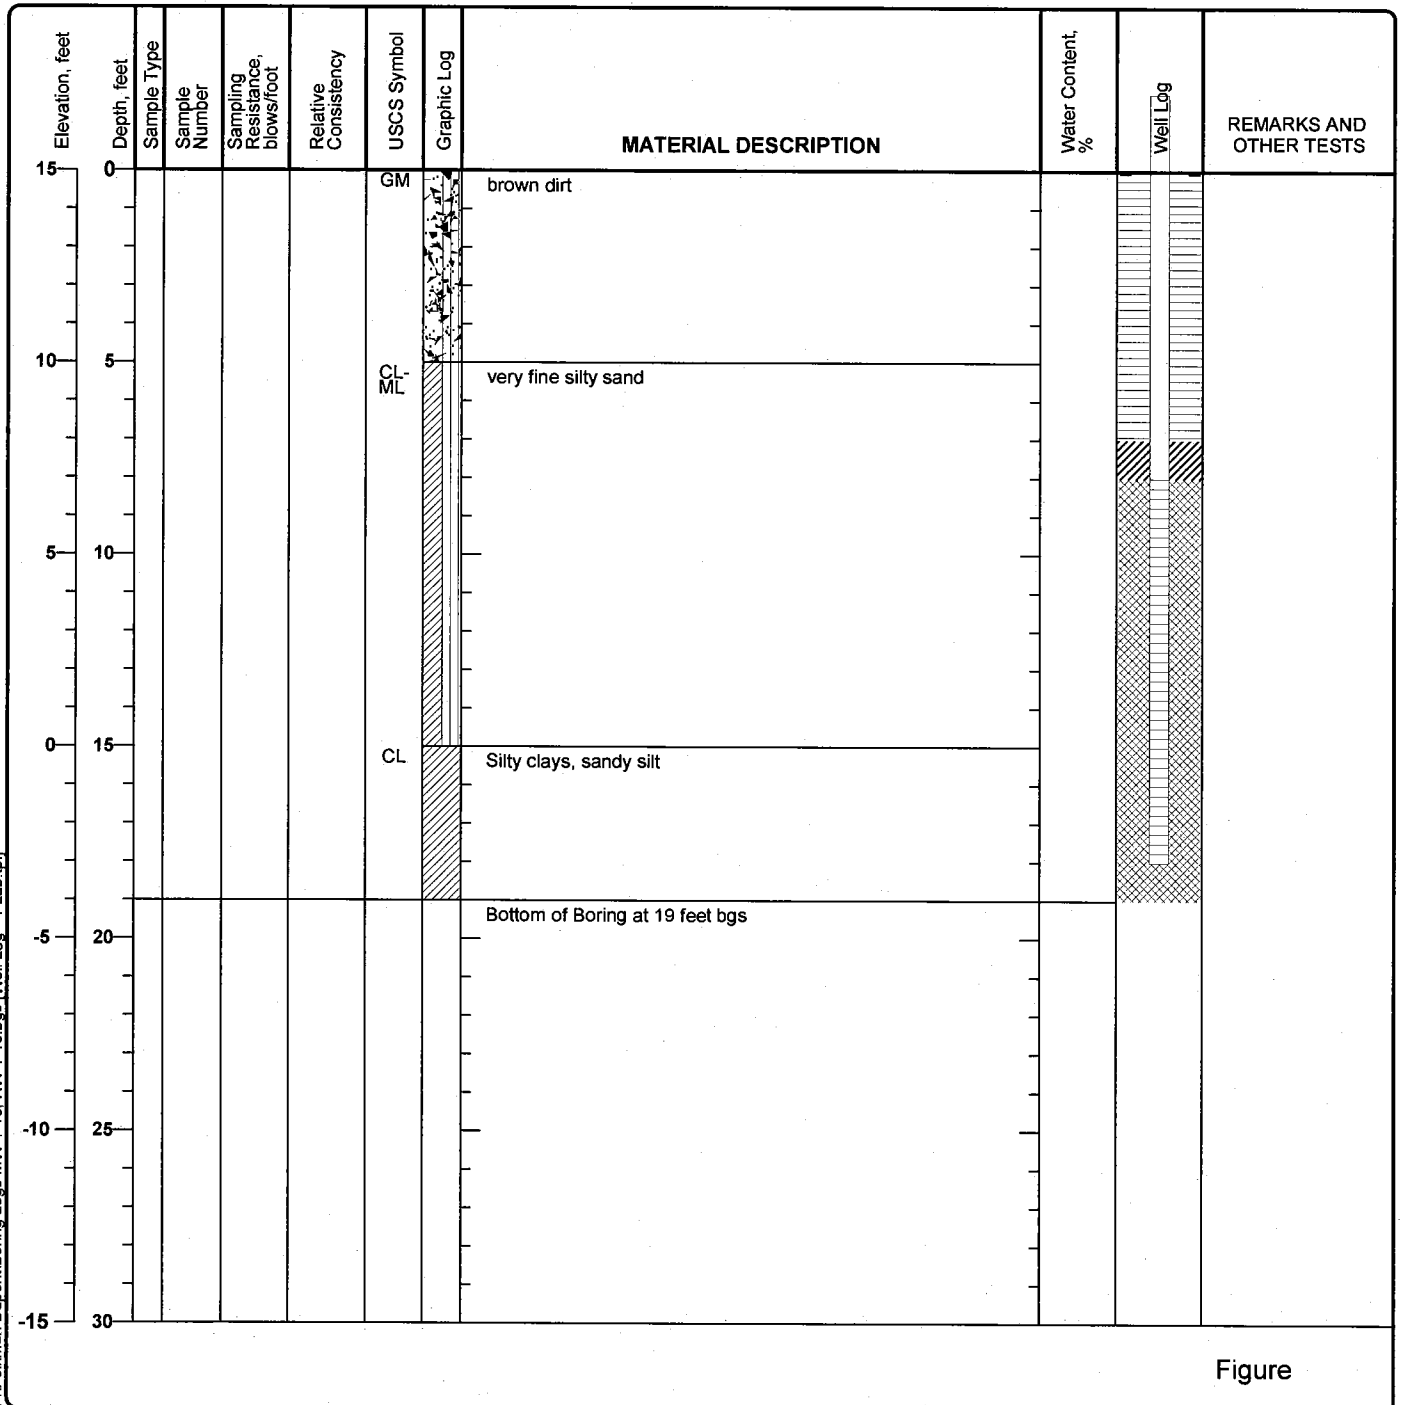 Elevation, feet
Depth, feet
Sample Type
Sample
Number
Sampling
Resistance,
blows/foot
Relative
Consistency
USCS Symbol
Graphic Log
MATERIAL DESCRIPTION
Water Content,
%
Well Log
REMARKS AND
OTHER TESTS
15 0
GM brown dirt
10 5
CL-
ML
very fine silty sand
5 10
0 15
CL Silty clays, sandy silt
Bottom of Boring at 19 feet bgs
-5 20
-10 25
-15 30
Figure